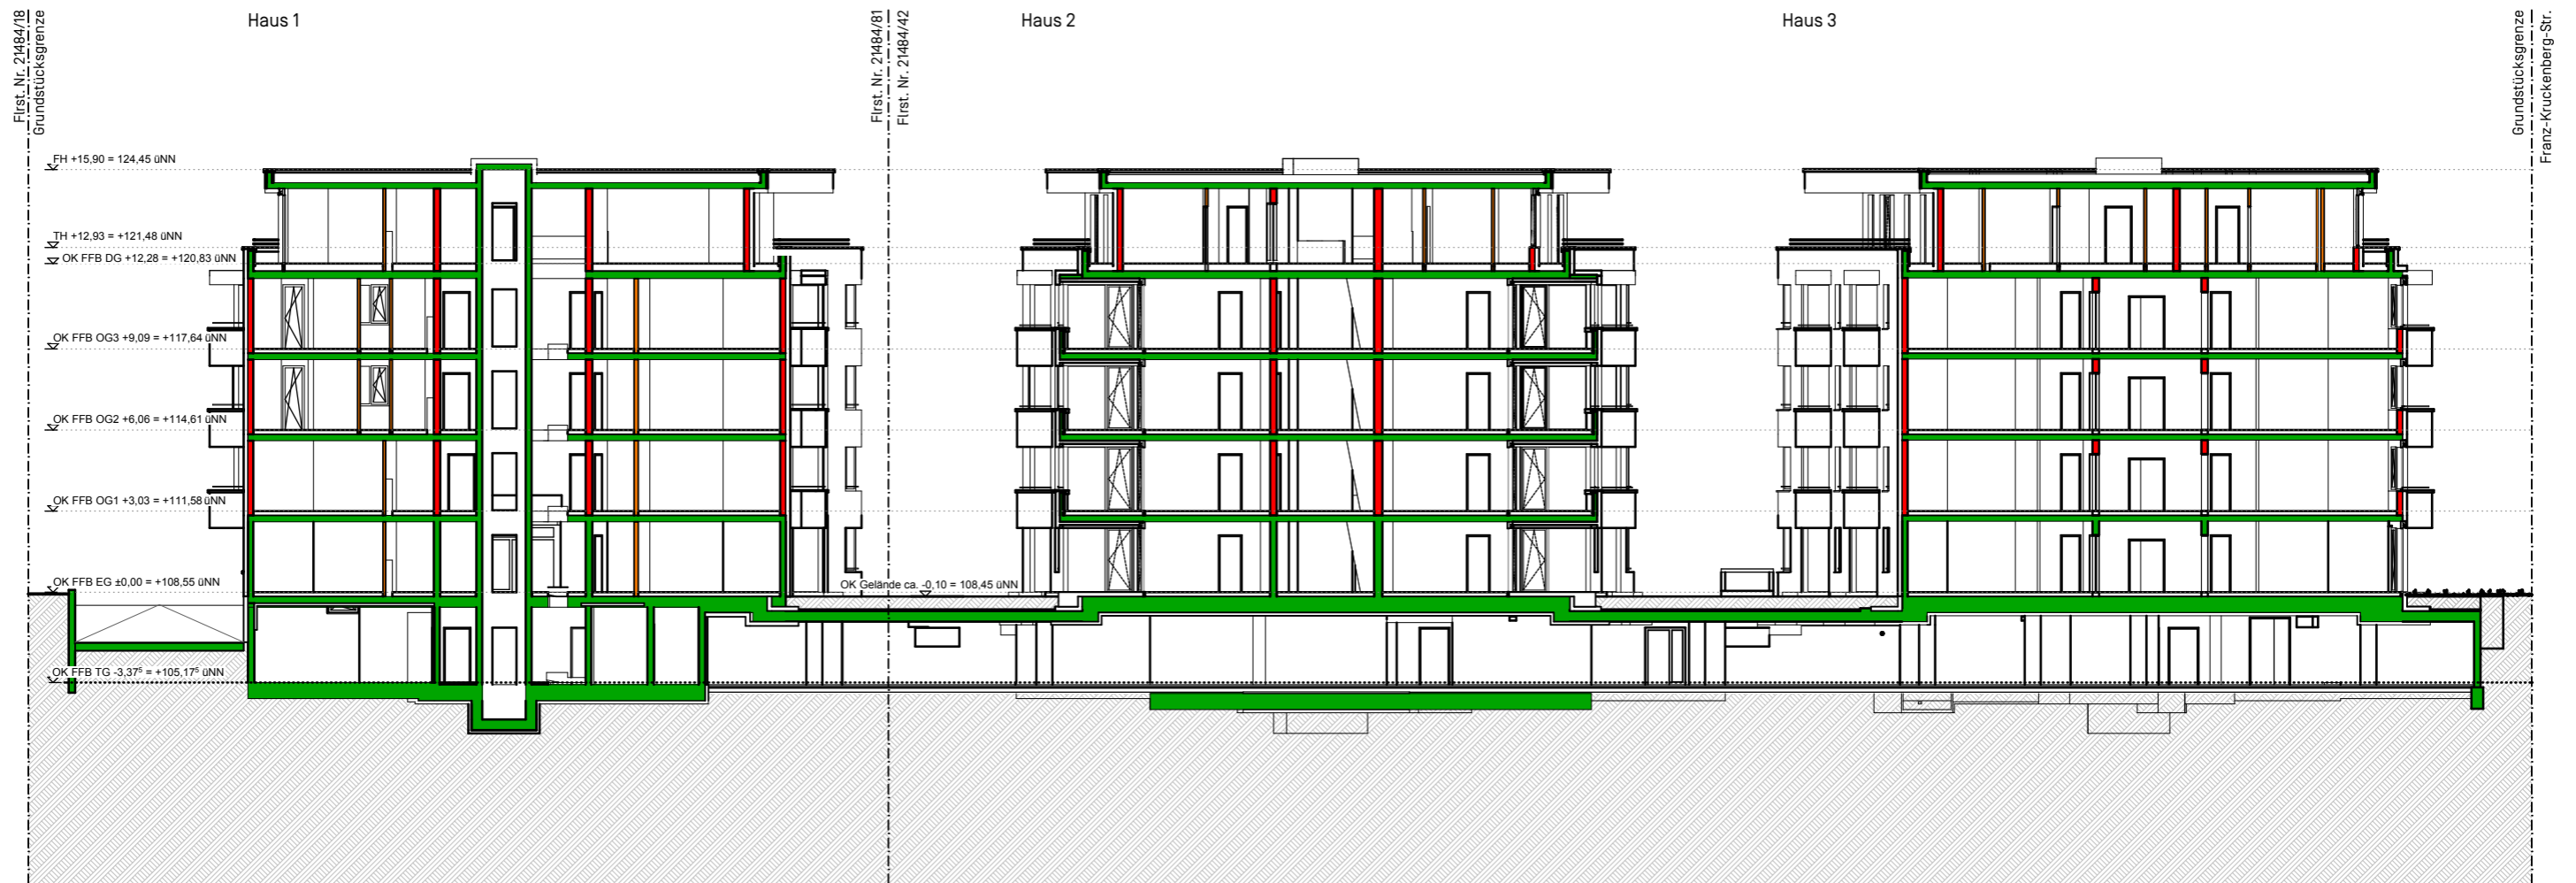 Flrst. Nr. 21484/18
Grundstücksgrenze
Haus 1
Flrst. Nr. 21484/81
Flrst. Nr. 21484/42
Haus 2
Haus 3
Grundstücksgrenze
Franz-Kruckenberg-Str.
FH +15,90 = 124,45 üNN
TH +12,93 = +121,48 üNN
OK FFB DG +12,28 = +120,83 üNN
OK FFB OG3 +9,09 = +117,64 üNN
OK FFB OG2 +6,06 = +114,61 üNN
OK FFB OG1 +3,03 = +111,58 üNN
OK FFB EG ±0,00 = +108,55 üNN
OK Gelände ca. -0,10 = 108,45 üNN
OK FFB TG -3,37⁵ = +105,17⁵ üNN